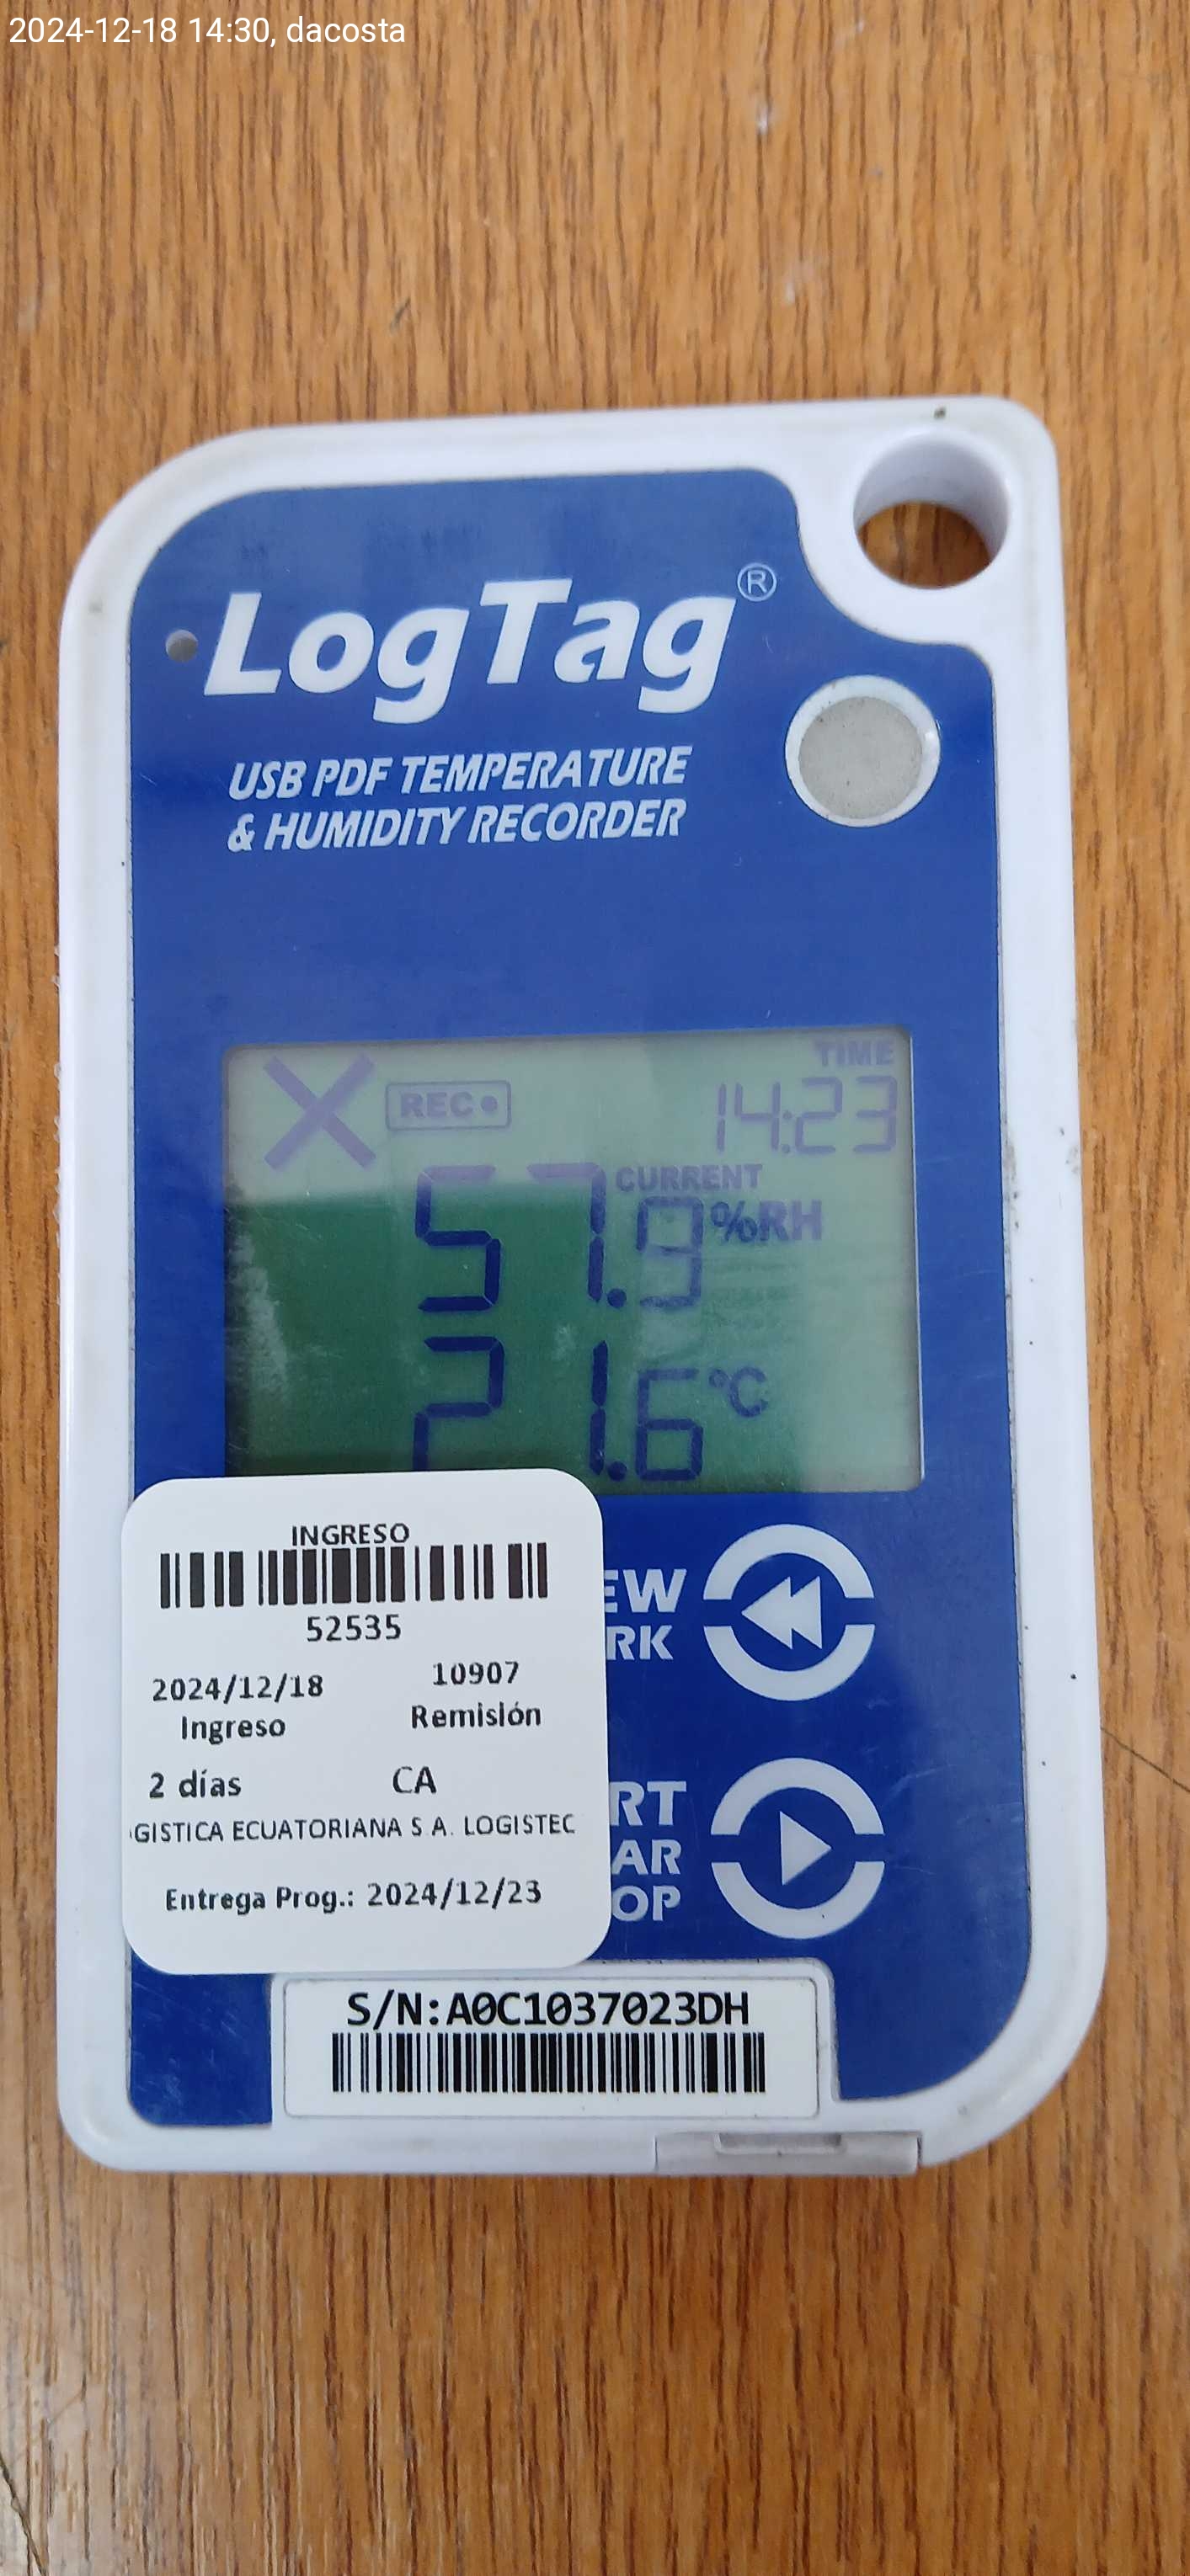 2024-12-18 14:30, dacosta
LogTag®
USB PDF TEMPERATURE
& HUMIDITY RECORDER
TIME
REC
14:23
CURRENT
57.9 %RH
21.6 °C
INGRESO
52535
2024/12/18 10907
Ingreso Remisión
2 días CA
GISTICA ECUATORIANA S.A. LOGISTEC
Entrega Prog.: 2024/12/23
EW
RK
RT
AR
OP
S/N:A0C1037023DH